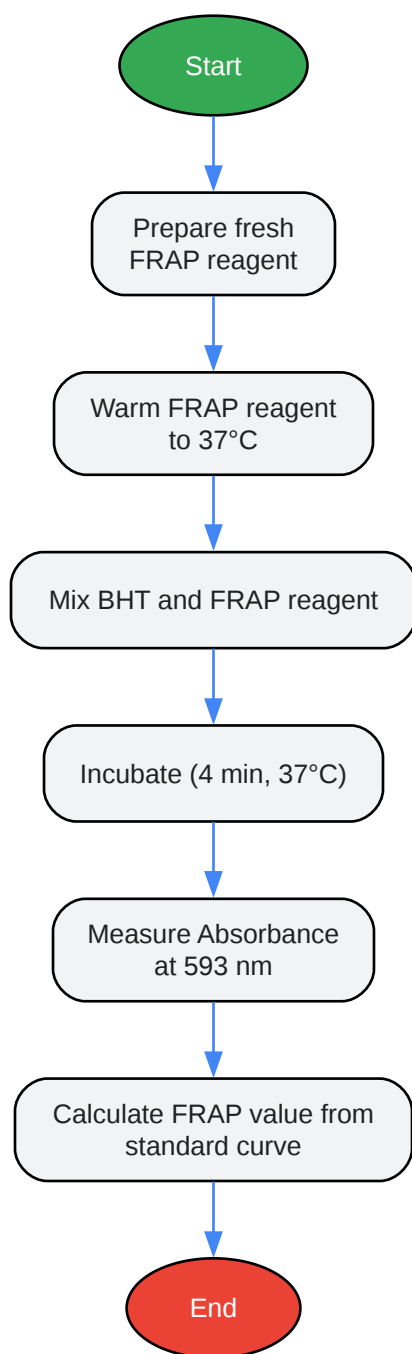 Start
Prepare fresh
FRAP reagent
Warm FRAP reagent
to 37°C
Mix BHT and FRAP reagent
Incubate (4 min, 37°C)
Measure Absorbance
at 593 nm
Calculate FRAP value from
standard curve
End